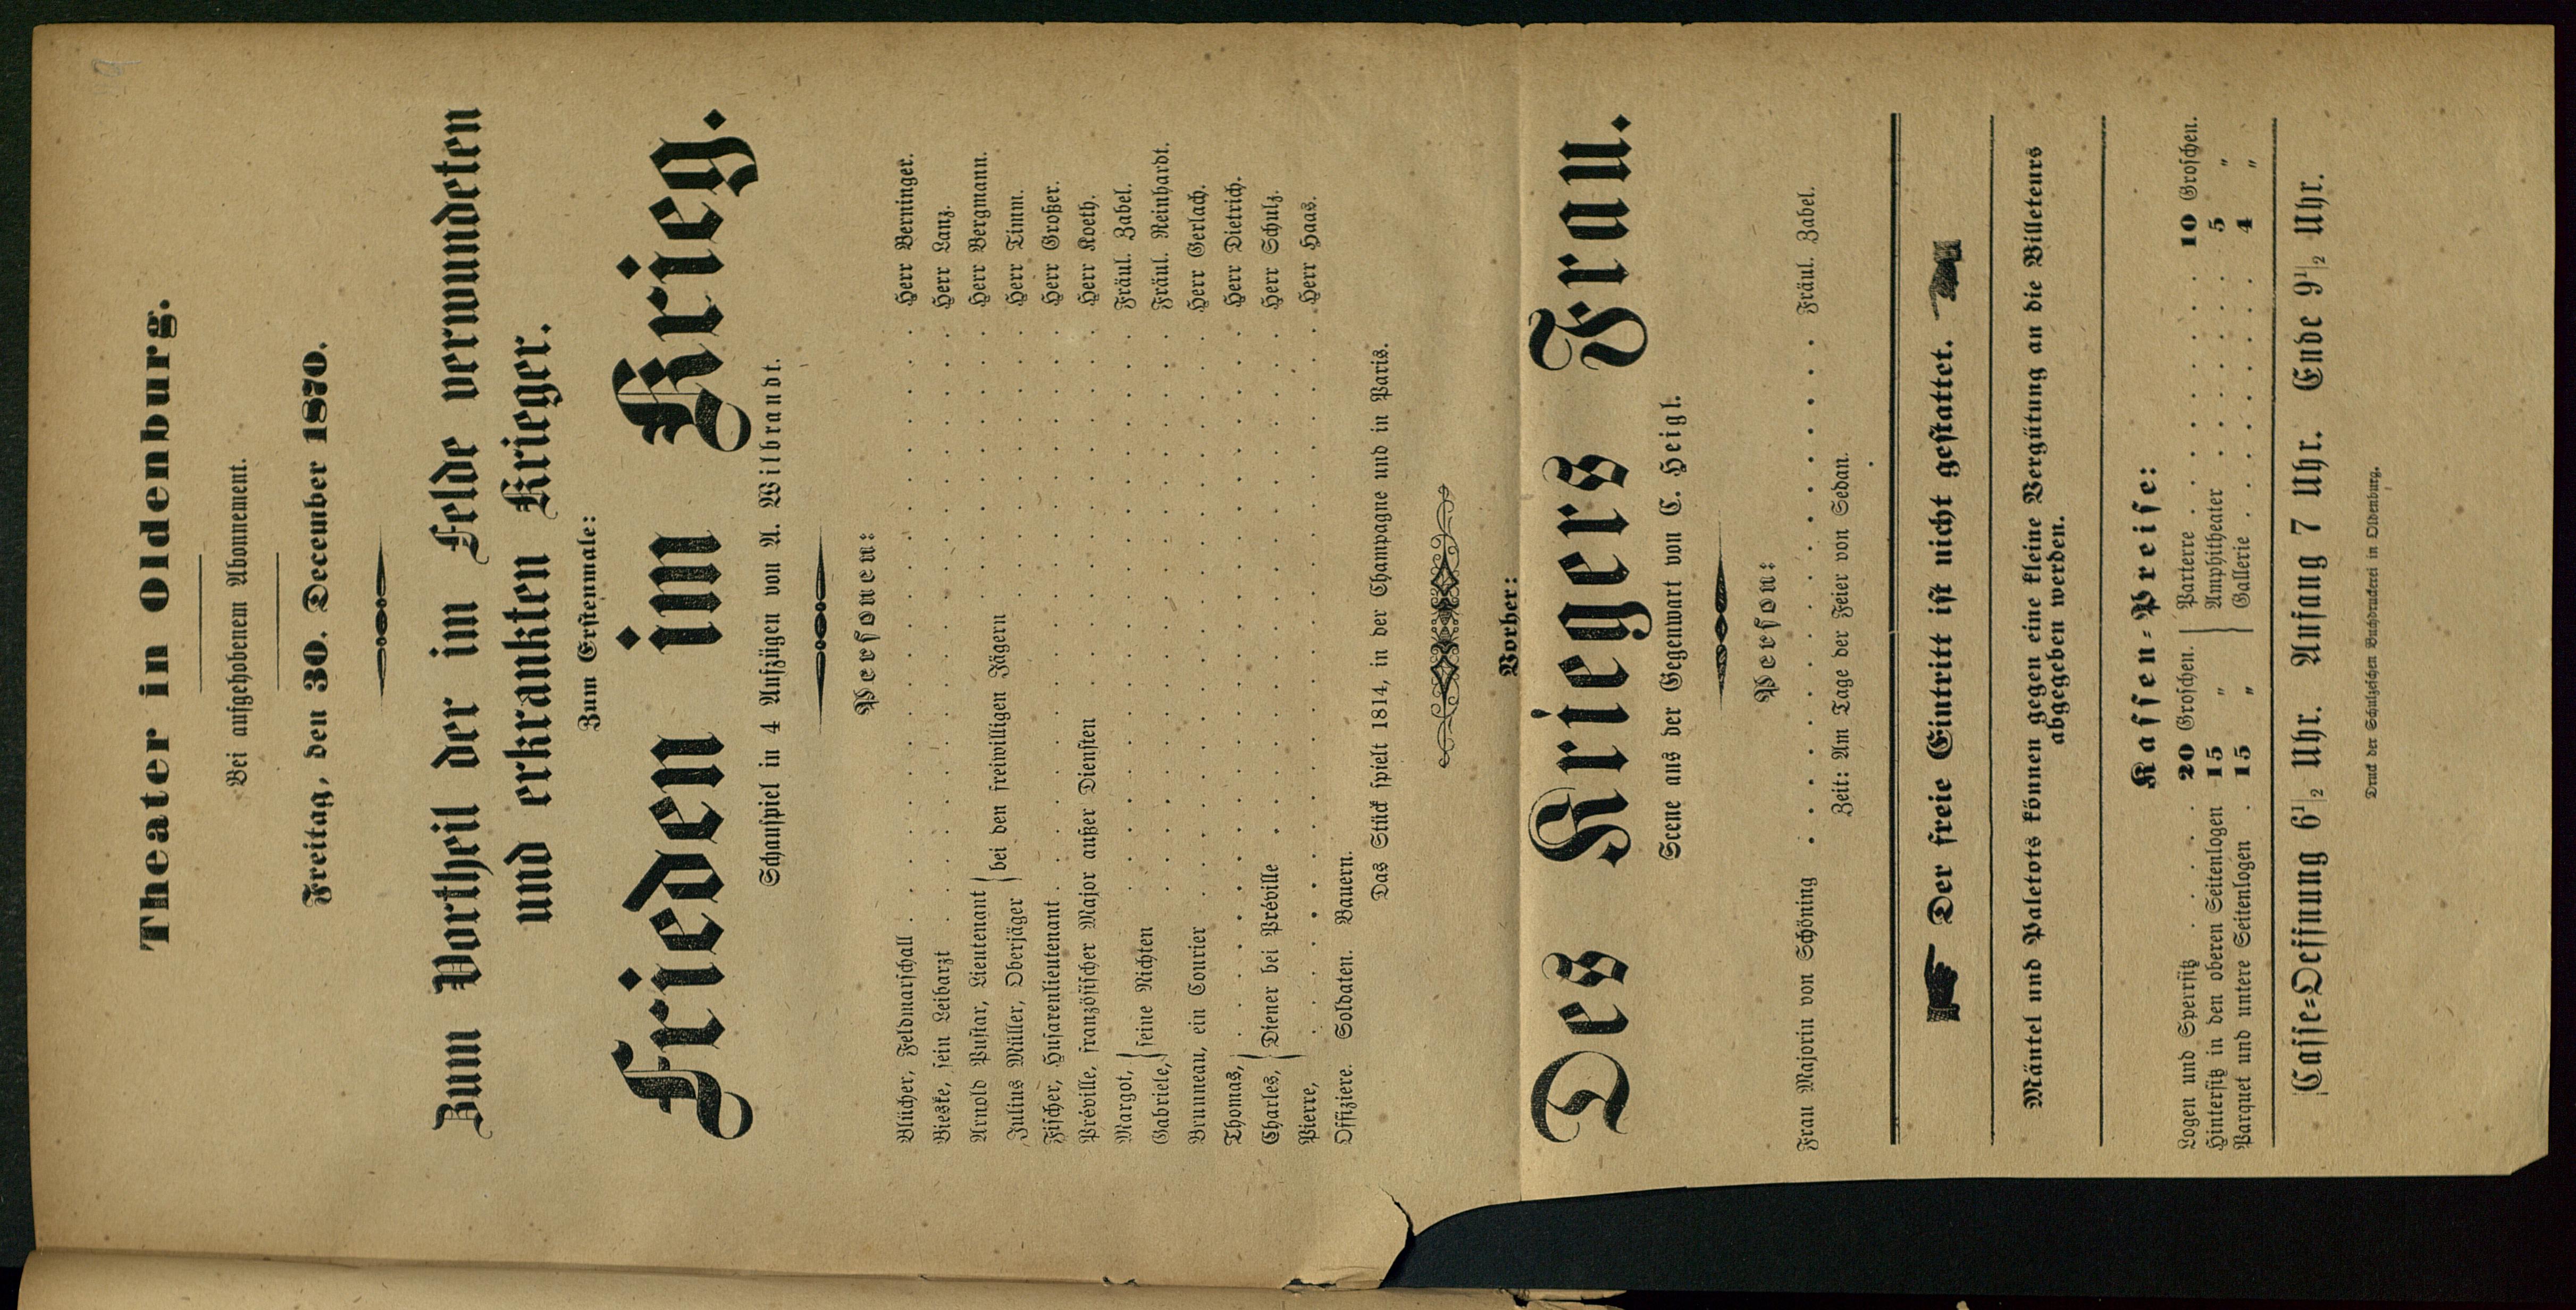 Theater in Oldenburg.
Bei aufgehobenem Abonnement.
Freitag, den 30. December 1870.
Zum Vortheil der im Felde verwundeten
und erkrankten Krieger.
Zum Erstenmale:
Frieden im Krieg.
Schauspiel in 4 Aufzügen von A. Wilbrandt.
Personen:
Blücher, Feldmarschall . . . . . . . . . . Herr Berninger.
Bieske, sein Leibarzt . . . . . . . . . . Herr Lanz.
Arnold Pustar, Lieutenant } bei den freiwilligen Jägern . . . . . Herr Bergmann.
Julius Müller, Oberjäger } . . . . . Herr Timm.
Fischer, Husarenlieutenant . . . . . . . . . . Herr Großer.
Préville, französischer Major außer Diensten . . . . . . . Herr Koeth.
Margot, } seine Nichten . . . . . . . . . . Fräul. Zabel.
Gabriele, } . . . . . . . . . . Fräul. Reinhardt.
Brunneau, ein Courier . . . . . . . . . . Herr Gerlach.
Thomas, } . . . . . . . . . . Herr Dietrich.
Charles, } Diener bei Préville . . . . . . . . . . Herr Schulz.
Pierre, . . . . . . . . . . Herr Haas.
Offiziere. Soldaten. Bauern.
Das Stück spielt 1814, in der Champagne und in Paris.
Vorher:
Des Kriegers Frau.
Scene aus der Gegenwart von C. Heigl.
Person:
Frau Majorin von Schöning . . . . . . . . . . Fräul. Zabel.
Zeit: Am Tage der Feier von Sedan.
Der freie Eintritt ist nicht gestattet.
Mäntel und Paletots können gegen eine kleine Vergütung an die Billeteurs
abgegeben werden.
Kassen-Preise:
Logen und Sperrsitz . . . . . 20 Groschen. | Parterre . . . . . . . . 10 Groschen.
Hintersitz in den oberen Seitenlogen 15 " | Amphitheater . . . . . . 5 "
Parquet und untere Seitenlogen . 15 " | Gallerie . . . . . . . . 4 "
Casse-Oeffnung 6½ Uhr. Anfang 7 Uhr. Ende 9½ Uhr.
Druck der Schulzeschen Buchdruckerei in Oldenburg.